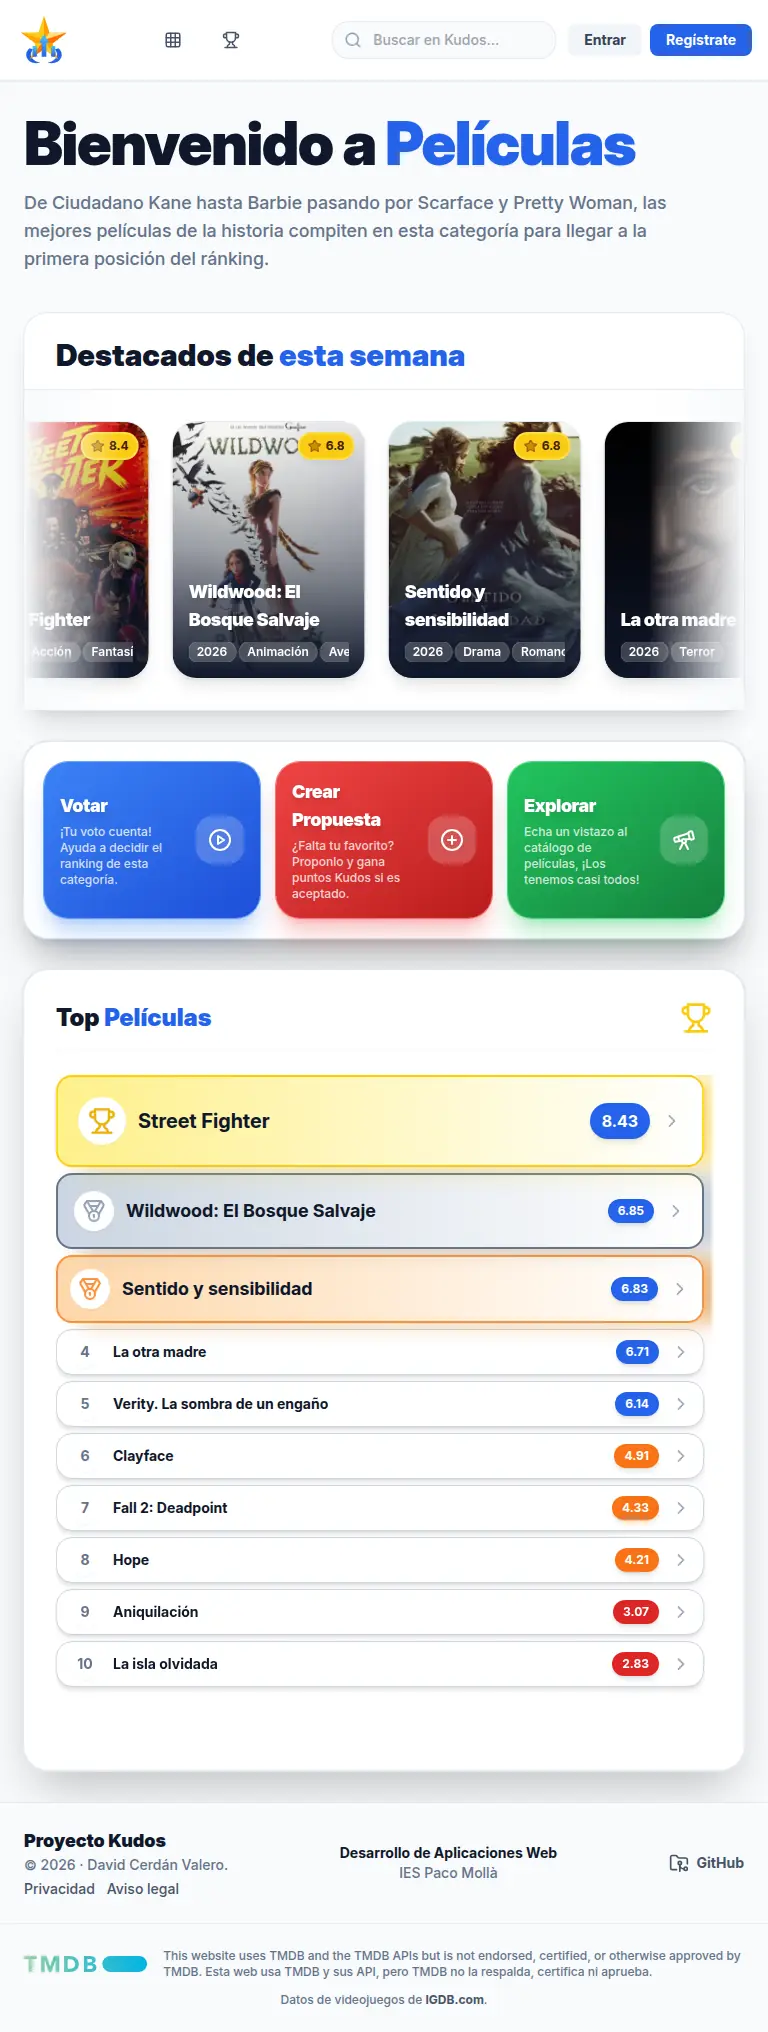 Buscar en Kudos...
Entrar
Regístrate
Bienvenido a Películas
De Ciudadano Kane hasta Barbie pasando por Scarface y Pretty Woman, las
mejores películas de la historia compiten en esta categoría para llegar a la
primera posición del ránking.
Destacados de esta semana
8.4
Fighter
Acción
Fantasí
WILDWO
6.8
Wildwood: El
Bosque Salvaje
2026
Animación
Ave
6.8
Sentido y
sensibilidad
2026
Drama
Romanc
La otra madre
2026
Terror
Votar
¡Tu voto cuenta!
Ayuda a decidir el
ranking de esta
categoría.
Crear
Propuesta
¿Falta tu favorito?
Proponlo y gana
puntos Kudos si es
aceptado.
Explorar
Echa un vistazo al
catálogo de
películas, ¡Los
tenemos casi todos!
Top Películas
Street Fighter
8.43
Wildwood: El Bosque Salvaje
6.85
Sentido y sensibilidad
6.83
4 La otra madre 6.71
5 Verity. La sombra de un engaño 6.14
6 Clayface 4.91
7 Fall 2: Deadpoint 4.33
8 Hope 4.21
9 Aniquilación 3.07
10 La isla olvidada 2.83
Proyecto Kudos
© 2026 · David Cerdán Valero.
Privacidad Aviso legal
Desarrollo de Aplicaciones Web
IES Paco Mollà
GitHub
TMDB
This website uses TMDB and the TMDB APIs but is not endorsed, certified, or otherwise approved by
TMDB. Esta web usa TMDB y sus API, pero TMDB no la respalda, certifica ni aprueba.
Datos de videojuegos de IGDB.com.